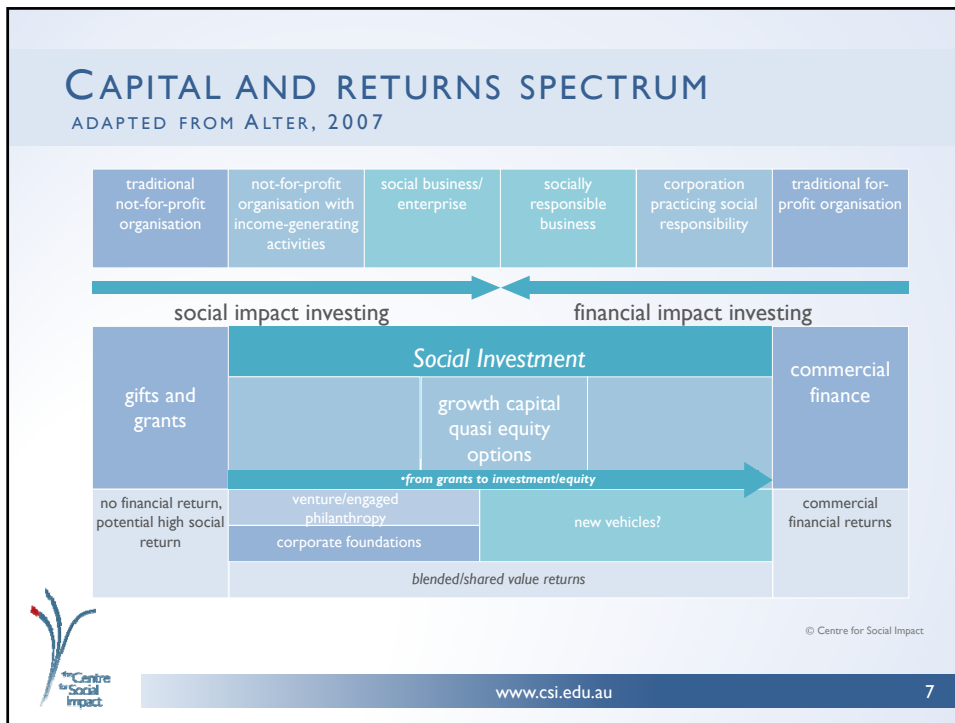 CAPITAL AND RETURNS SPECTRUM
ADAPTED FROM ALTER, 2007
traditional
not-for-profit
organisation
not-for-profit
organisation with
income-generating
activities
social business/
enterprise
socially
responsible
business
corporation
practicing social
responsibility
traditional for-
profit organisation
social impact investing
financial impact investing
gifts and
grants
Social Investment
growth capital
quasi equity
options
commercial
finance
•from grants to investment/equity
no financial return,
potential high social
return
venture/engaged
philanthropy
corporate foundations
new vehicles?
commercial
financial returns
blended/shared value returns
© Centre for Social Impact
the Centre
for Social
Impact
www.csi.edu.au
7